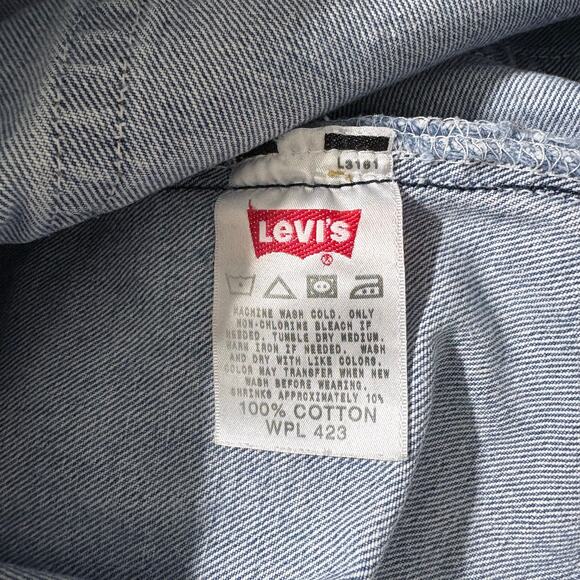 L3161
Levi's
®
MACHINE WASH COLD. ONLY
NON-CHLORINE BLEACH IF
NEEDED. TUMBLE DRY MEDIUM.
WARM IRON IF NEEDED. WASH
AND DRY WITH LIKE COLORS.
COLOR MAY TRANSFER WHEN NEW
WASH BEFORE WEARING.
SHRINKS APPROXIMATELY 10%
100% COTTON
WPL 423